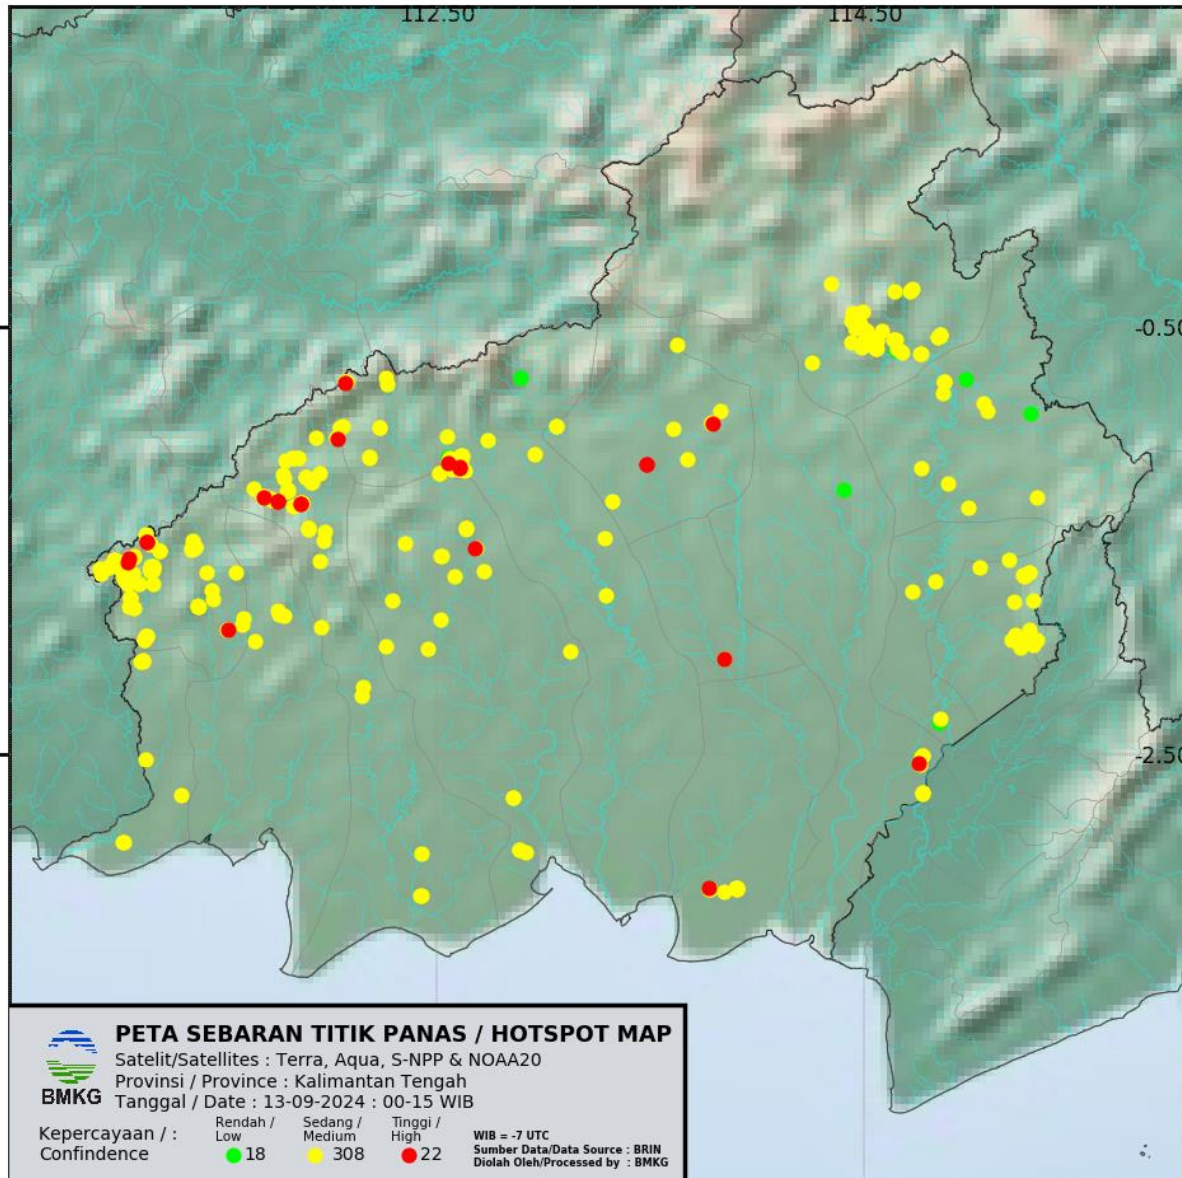 112.50
114.50
-0.50
-2.50
PETA SEBARAN TITIK PANAS / HOTSPOT MAP
Satelit/Satellites : Terra, Aqua, S-NPP & NOAA20
Provinsi / Province : Kalimantan Tengah
Tanggal / Date : 13-09-2024 : 00-15 WIB
BMKG
Kepercayaan / :
Confindence
Rendah /
Low
18
Sedang /
Medium
308
Tinggi /
High
22
WIB = -7 UTC
Sumber Data/Data Source : BRIN
Diolah Oleh/Processed by : BMKG